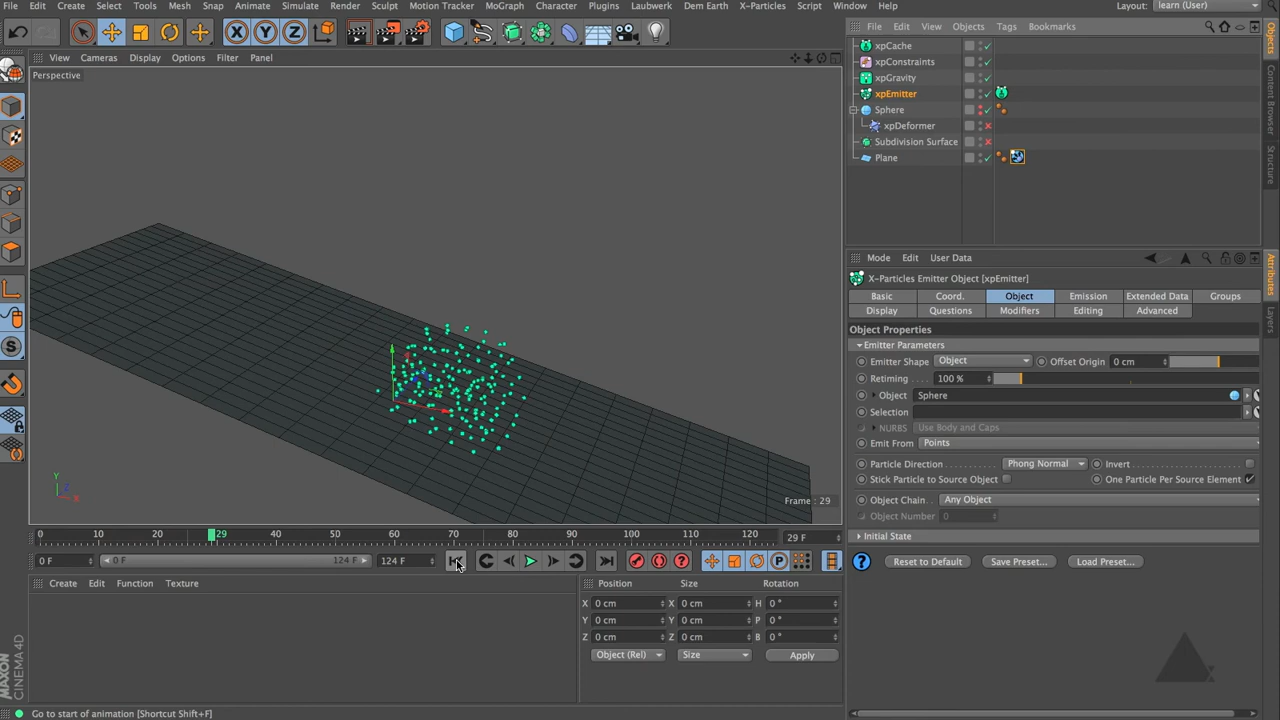 File Edit Create Select Tools Mesh Snap Animate Simulate Render Sculpt Motion Tracker MoGraph Character Plugins Laubwerk Dem Earth X-Particles Script Window Help Layout: learn (User)
View Cameras Display Options Filter Panel
Perspective
File Edit View Objects Tags Bookmarks
xpCache
xpConstraints
xpGravity
xpEmitter
Sphere
xpDeformer
Subdivision Surface
Plane
Objects
Content Browser
Structure
Mode Edit User Data
X-Particles Emitter Object [xpEmitter]
Basic Coord. Object Emission Extended Data Groups
Display Questions Modifiers Editing Advanced
Object Properties
Emitter Parameters
Emitter Shape Object Offset Origin 0 cm
Retiming 100 %
Object Sphere
Selection
NURBS Use Body and Caps
Emit From Points
Particle Direction Phong Normal Invert
Stick Particle to Source Object One Particle Per Source Element
Object Chain Any Object
Object Number 0
Initial State
Reset to Default Save Preset... Load Preset...
Attributes
Layers
Y
Z
X
Frame : 29
0 10 20 29 40 50 60 70 80 90 100 110 120 29 F
0 F 0 F 124 F 124 F
Create Edit Function Texture
Position Size Rotation
X 0 cm X 0 cm H 0 °
Y 0 cm Y 0 cm P 0 °
Z 0 cm Z 0 cm B 0 °
Object (Rel) Size Apply
MAXON
CINEMA 4D
Go to start of animation [Shortcut Shift+F]